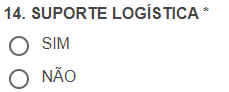 14. SUPORTE LOGÍSTICA *
SIM
NÃO